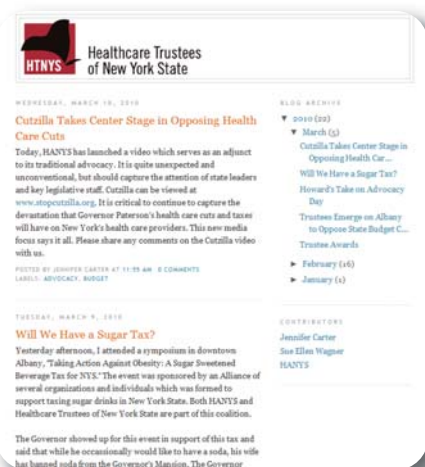 HTNYS
Healthcare Trustees
of New York State
WEDNESDAY, MARCH 10, 2010
Cutzilla Takes Center Stage in Opposing Health
Care Cuts
Today, HANYS has launched a video which serves as an adjunct
to its traditional advocacy. It is quite unexpected and
unconventional, but should capture the attention of state leaders
and key legislative staff. Cutzilla can be viewed at
www.stopcutzilla.org. It is critical to continue to capture the
devastation that Governor Paterson's health care cuts and taxes
will have on New York's health care providers. This new media
focus says it all. Please share any comments on the Cutzilla video
with us.
POSTED BY JENNIFER CARTER AT 11:55 AM 0 COMMENTS
LABELS: ADVOCACY, BUDGET
TUESDAY, MARCH 9, 2010
Will We Have a Sugar Tax?
Yesterday afternoon, I attended a symposium in downtown
Albany, "Taking Action Against Obesity: A Sugar Sweetened
Beverage Tax for NYS." The event was sponsored by an Alliance of
several organizations and individuals which was formed to
support taxing sugar drinks in New York State. Both HANYS and
Healthcare Trustees of New York State are part of this coalition.
The Governor showed up for this event in support of this tax and
said that while he occasionally would like to have a soda, his wife
has banned soda from the Governor's Mansion. The Governor
BLOG ARCHIVE
▼ 2010 (22)
▼ March (5)
Cutzilla Takes Center Stage in
Opposing Health Car...
Will We Have a Sugar Tax?
Howard's Take on Advocacy
Day
Trustees Emerge on Albany
to Oppose State Budget C...
Trustee Awards
► February (16)
► January (1)
CONTRIBUTORS
Jennifer Carter
Sue Ellen Wagner
HANYS